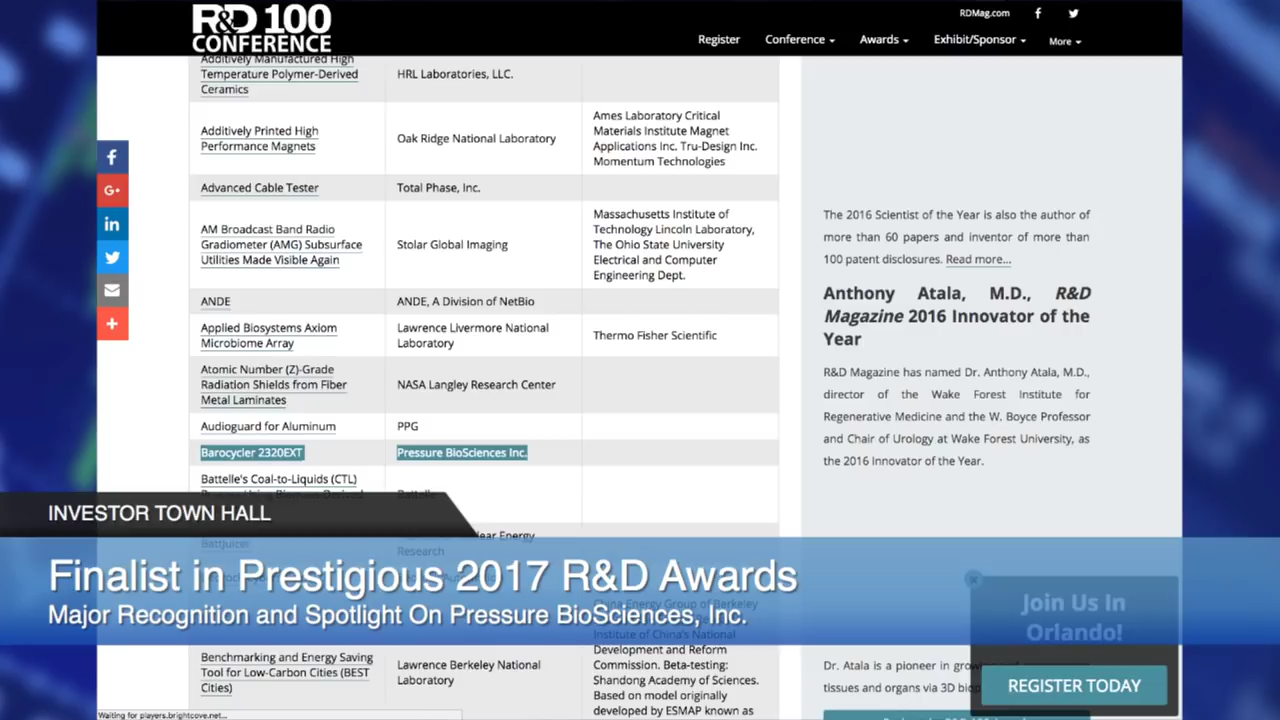 R&D 100
CONFERENCE
RDMag.com
Register
Conference
Awards
Exhibit/Sponsor
More
Additively Manufactured High
Temperature Polymer-Derived
Ceramics
HRL Laboratories, LLC.
Additively Printed High
Performance Magnets
Oak Ridge National Laboratory
Ames Laboratory Critical
Materials Institute Magnet
Applications Inc. Tru-Design Inc.
Momentum Technologies
Advanced Cable Tester
Total Phase, Inc.
AM Broadcast Band Radio
Gradiometer (AMG) Subsurface
Utilities Made Visible Again
Stolar Global Imaging
Massachusetts Institute of
Technology Lincoln Laboratory,
The Ohio State University
Electrical and Computer
Engineering Dept.
ANDE
ANDE, A Division of NetBio
Applied Biosystems Axiom
Microbiome Array
Lawrence Livermore National
Laboratory
Thermo Fisher Scientific
Atomic Number (Z)-Grade
Radiation Shields from Fiber
Metal Laminates
NASA Langley Research Center
Audioguard for Aluminum
PPG
Barocycler 2320EXT
Pressure BioSciences Inc.
Battelle's Coal-to-Liquids (CTL)
Battelle
Battjuicer
Energy
Research
China Energy Group of Berkeley
Institute of China's National
Development and Reform
Commission. Beta-testing:
Shandong Academy of Sciences.
Based on model originally
developed by ESMAP known as
Benchmarking and Energy Saving
Tool for Low-Carbon Cities (BEST
Cities)
Lawrence Berkeley National
Laboratory
The 2016 Scientist of the Year is also the author of
more than 60 papers and inventor of more than
100 patent disclosures. Read more...
Anthony Atala, M.D., R&D
Magazine 2016 Innovator of the
Year
R&D Magazine has named Dr. Anthony Atala, M.D.,
director of the Wake Forest Institute for
Regenerative Medicine and the W. Boyce Professor
and Chair of Urology at Wake Forest University, as
the 2016 Innovator of the Year.
Dr. Atala is a pioneer in
tissues and organs via 3D
Join Us In
Orlando!
REGISTER TODAY
INVESTOR TOWN HALL
Finalist in Prestigious 2017 R&D Awards
Major Recognition and Spotlight On Pressure BioSciences, Inc.
Waiting for players.brightcove.net...